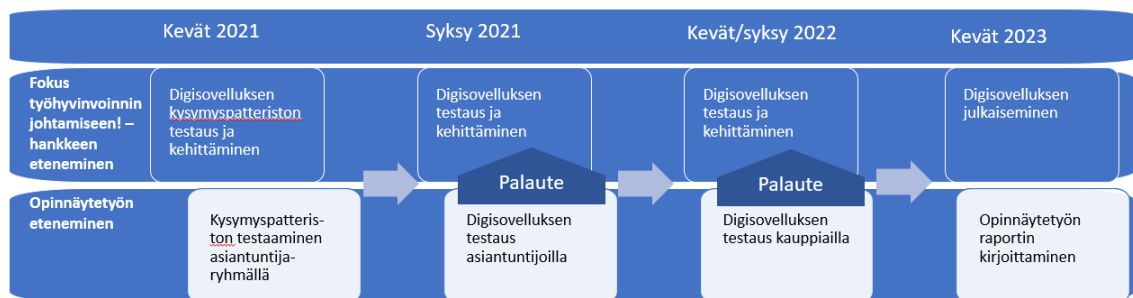 Kevät 2021
Syksy 2021
Kevät/syksy 2022
Kevät 2023
Fokus
työhyvinvoinnin
johtamiseen! –
hankkeen
eteneminen
Digisovelluksen
kysymyspatteriston
testaus ja
kehittäminen
Digisovelluksen
testaus ja
kehittäminen
Digisovelluksen
testaus ja
kehittäminen
Digisovelluksen
julkaiseminen
Palaute
Palaute
Opinnäytetyön
eteneminen
Kysymyspatteris-
ton testaaminen
asiantuntija-
ryhmällä
Digisovelluksen
testaus
asiantuntijoilla
Digisovelluksen
testaus kauppiailla
Opinnäytetyön
raportin
kirjoittaminen